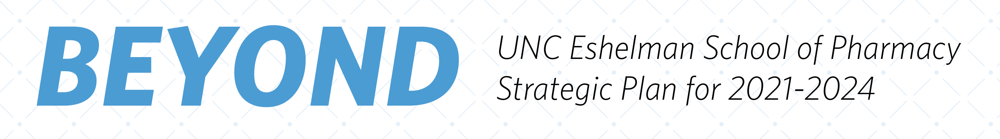 BEYOND
UNC Eshelman School of Pharmacy
Strategic Plan for 2021-2024